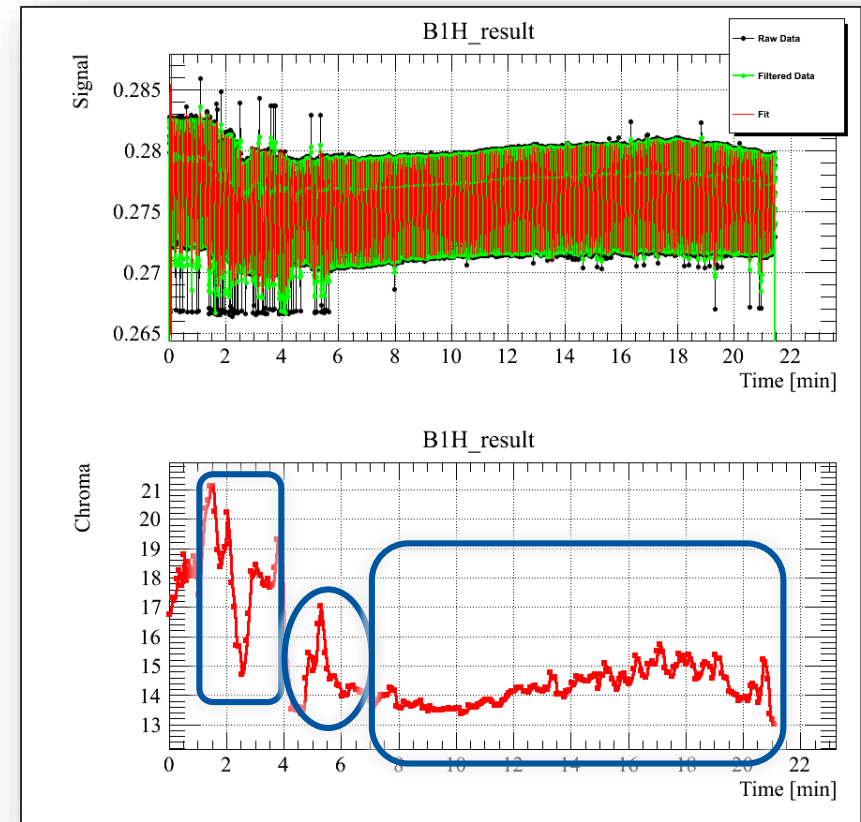 B1H_result
Raw Data
Filtered Data
Fit
Signal
0.285
0.28
0.275
0.27
0.265
0 2 4 6 8 10 12 14 16 18 20 22
Time [min]
B1H_result
Chroma
21
20
19
18
17
16
15
14
13
0 2 4 6 8 10 12 14 16 18 20 22
Time [min]